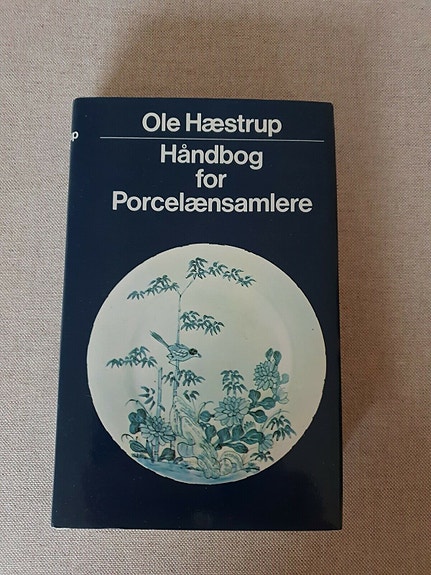 Ole Hæstrup
Håndbog
for
Porcelænsamlere
p